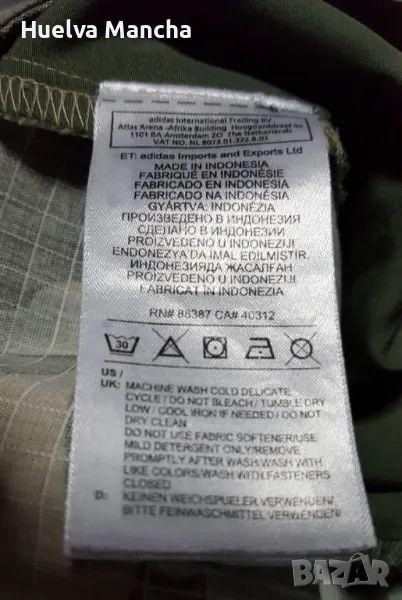 Huelva Mancha
adidas International Trading BV
Atlas Arena -Afrika Building Hoogoorddreef
1101 BA Amsterdam ZO The Netherlands
VAT NO. NL 8073.01.372.B.01
ET: adidas Imports and Exports Ltd
MADE IN INDONESIA
FABRIQUÉ EN INDONÉSIE
FABRICADO EN INDONESIA
FABRICADO NA INDONÉSIA
GYÁRTVA: INDONÉZIA
ПРОИЗВЕДЕНО В ИНДОНЕЗИЯ
СДЕЛАНО В ИНДОНЕЗИИ
PROIZVEDENO U INDONEZIJI
ENDONEZYA'DA IMAL EDILMISTIR.
ИНДОНЕЗИЯДА ЖАСАЛҒАН
PROIZVEDENO U INDONEZIJI
FABRICAT IN INDONEZIA
RN# 88387 CA# 40312
30
US /
UK: MACHINE WASH COLD DELICATE
CYCLE / DO NOT BLEACH / TUMBLE DRY
LOW / COOL IRON IF NEEDED / DO NOT
DRY CLEAN
DO NOT USE FABRIC SOFTENER/USE
MILD DETERGENT ONLY/REMOVE
PROMPTLY AFTER WASH/WASH WITH
LIKE COLORS/WASH WITH FASTENERS
CLOSED
D: KEINEN WEICHSPUELER VERWENDEN/
BITTE FEINWASCHMITTEL VERWENDEN/
BAZAR